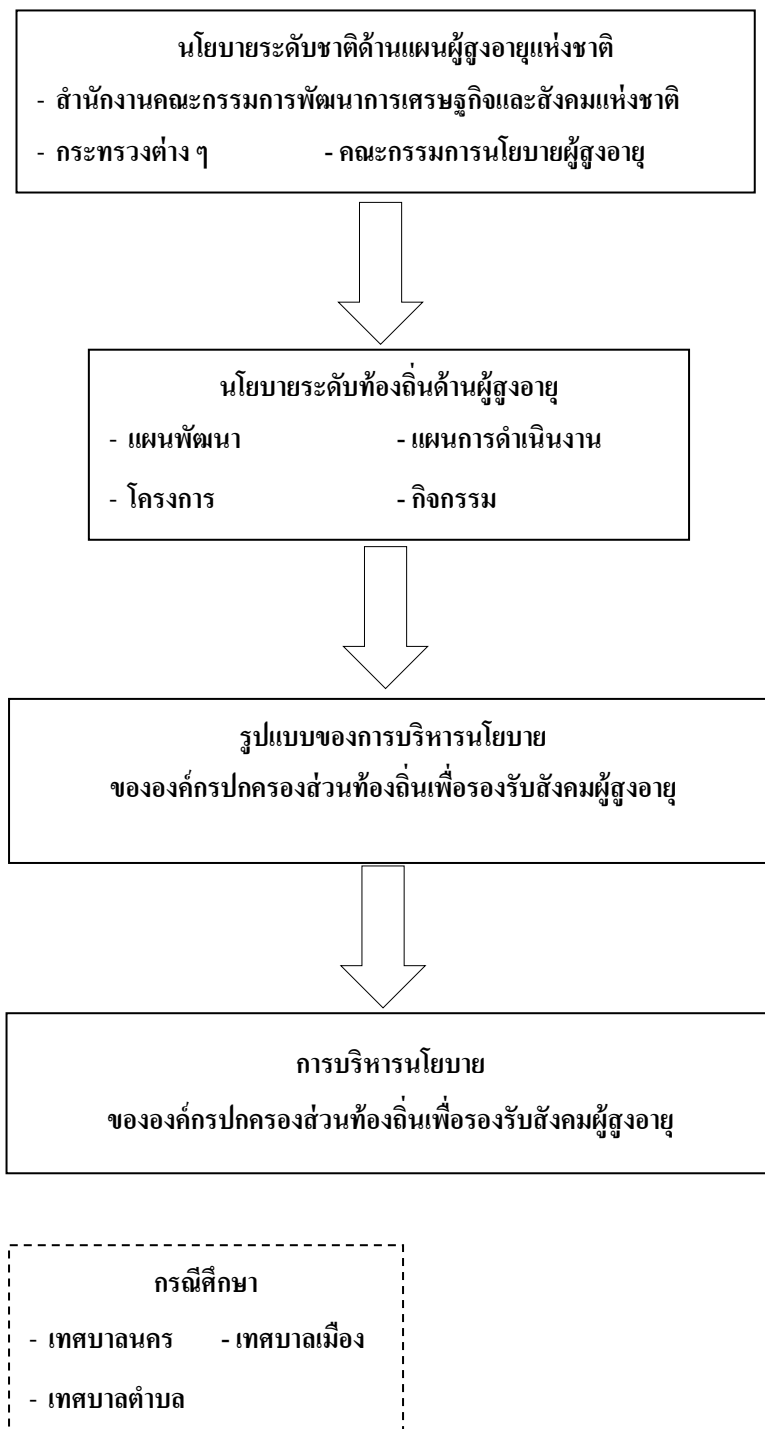 นโยบายระดับชาติด้านแผนผู้สูงอายุแห่งชาติ
- สำนักงานคณะกรรมการพัฒนาการเศรษฐกิจและสังคมแห่งชาติ
- กระทรวงต่าง ๆ - คณะกรรมการนโยบายผู้สูงอายุ
นโยบายระดับท้องถิ่นด้านผู้สูงอายุ
- แผนพัฒนา - แผนการดำเนินงาน
- โครงการ - กิจกรรม
รูปแบบของการบริหารนโยบาย
ขององค์กรปกครองส่วนท้องถิ่นเพื่อรองรับสังคมผู้สูงอายุ
การบริหารนโยบาย
ขององค์กรปกครองส่วนท้องถิ่นเพื่อรองรับสังคมผู้สูงอายุ
กรณีศึกษา
- เทศบาลนคร - เทศบาลเมือง
- เทศบาลตำบล